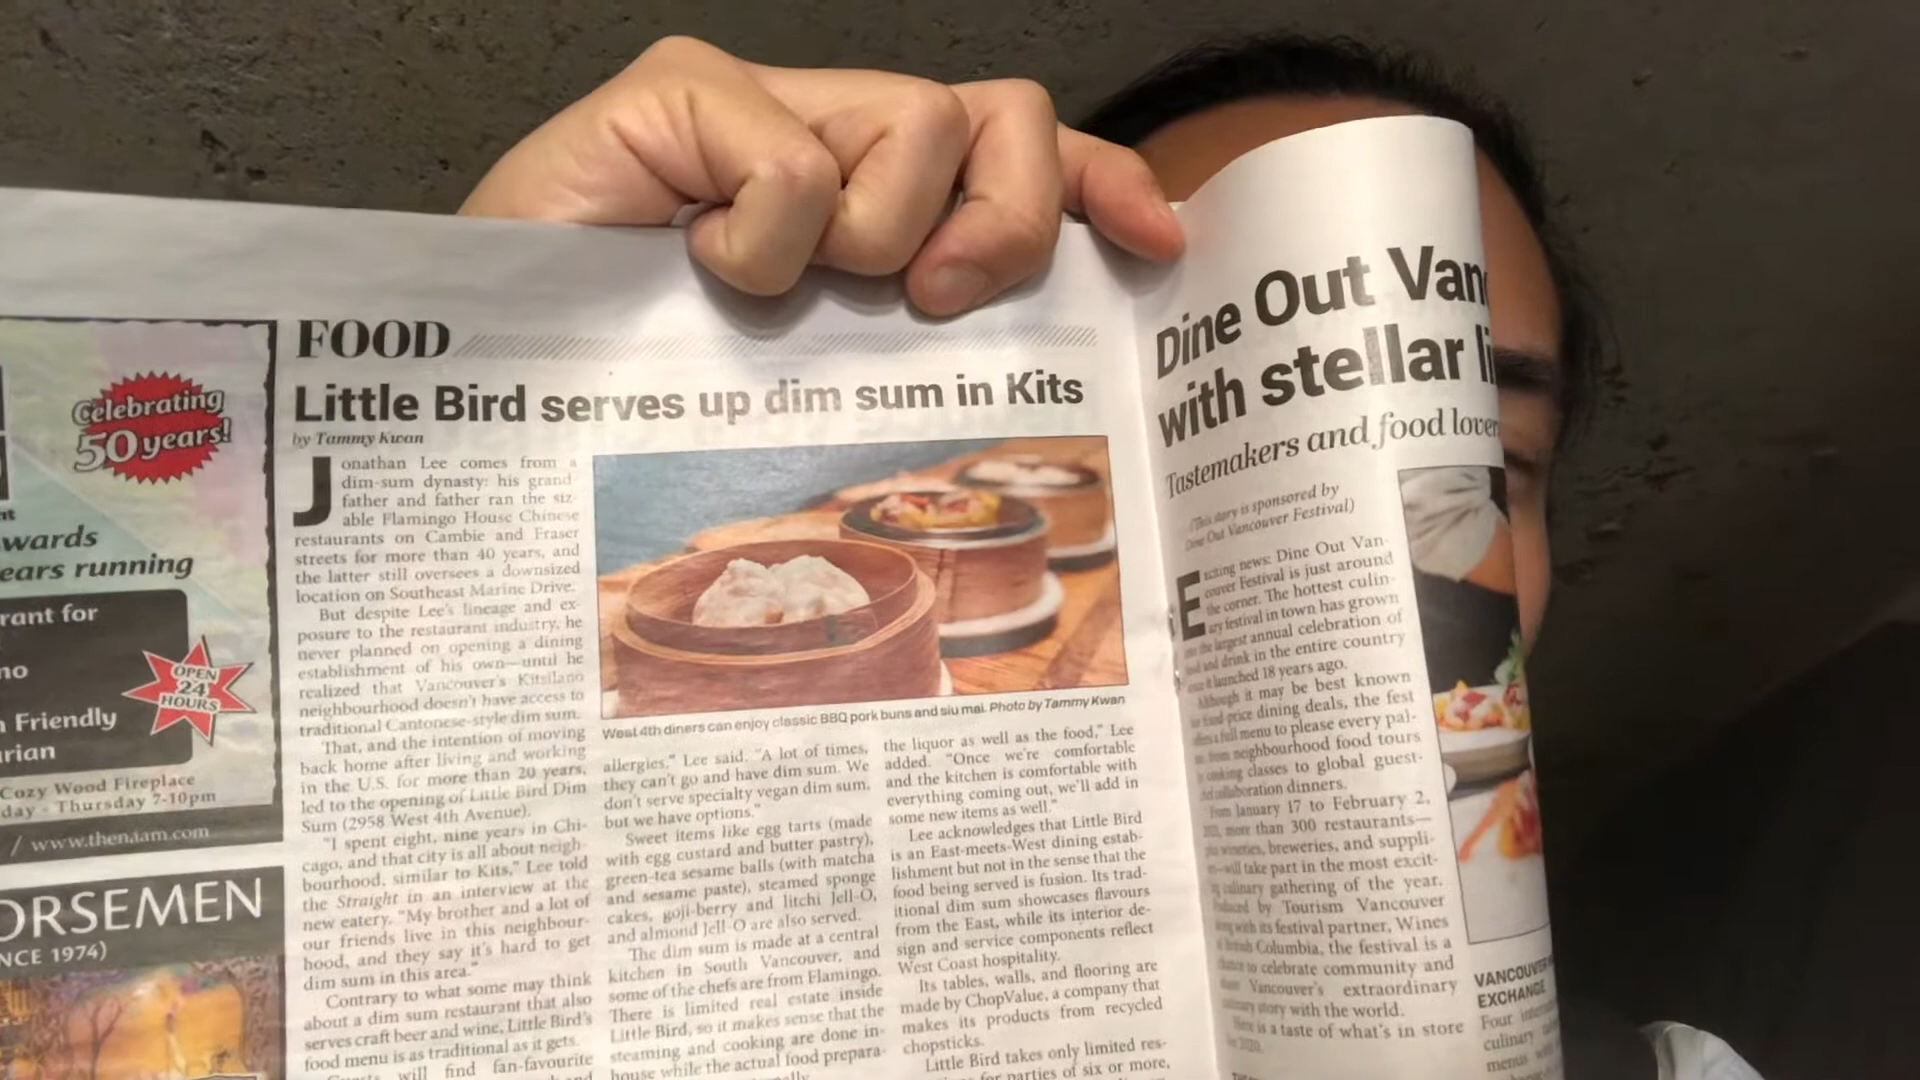 Celebrating
50 years!
wards
ears running
rant for
no
Friendly
rian
OPEN
24
HOURS
Cozy Wood Fireplace
day - Thursday 7-10pm
/ www.thenaam.com
ORSEMEN
NCE 1974)
FOOD
Little Bird serves up dim sum in Kits
by Tammy Kwan
Jonathan Lee comes from a
dim-sum dynasty: his grand
father and father ran the siz-
able Flamingo House Chinese
restaurants on Cambie and Fraser
streets for more than 40 years, and
the latter still oversees a downsized
location on Southeast Marine Drive.
But despite Lee's lineage and ex-
posure to the restaurant industry, he
never planned on opening a dining
establishment of his own—until he
realized that Vancouver's Kitsilano
neighbourhood doesn't have access to
traditional Cantonese-style dim sum.
That, and the intention of moving
back home after living and working
in the U.S. for more than 20 years,
led to the opening of Little Bird Dim
Sum (2958 West 4th Avenue).
"I spent eight, nine years in Chi-
cago, and that city is all about neigh-
bourhood, similar to Kits," Lee told
the Straight in an interview at the
new eatery. "My brother and a lot of
our friends live in this neighbour-
hood, and they say it's hard to get
dim sum in this area."
Contrary to what some may think
about a dim sum restaurant that also
serves craft beer and wine, Little Bird's
food menu is as traditional as it gets.
will find fan-favourite
West 4th diners can enjoy classic BBQ pork buns and siu mai. Photo by Tammy Kwan
allergies," Lee said. "A lot of times,
they can't go and have dim sum. We
don't serve specialty vegan dim sum,
but we have options."
Sweet items like egg tarts (made
with egg custard and butter pastry),
green-tea sesame balls (with matcha
and sesame paste), steamed sponge
cakes, goji-berry and litchi Jell-O,
and almond Jell-O are also served.
The dim sum is made at a central
kitchen in South Vancouver, and
some of the chefs are from Flamingo.
There is limited real estate inside
Little Bird, so it makes sense that the
steaming and cooking are done in-
house while the actual food prepara-
the liquor as well as the food," Lee
added. "Once we're comfortable
and the kitchen is comfortable with
everything coming out, we'll add in
some new items as well."
Lee acknowledges that Little Bird
is an East-meets-West dining estab-
lishment but not in the sense that the
food being served is fusion. Its trad-
itional dim sum showcases flavours
from the East, while its interior de-
sign and service components reflect
West Coast hospitality.
Its tables, walls, and flooring are
made by ChopValue, a company that
makes its products from recycled
chopsticks.
Little Bird takes only limited res-
for parties of six or more,
Dine Out Van
with stellar li
Tastemakers and food lover
(This story is sponsored by
Dine Out Vancouver Festival)
Exciting news: Dine Out Van-
couver Festival is just around
the corner. The hottest culin-
ary festival in town has grown
the largest annual celebration of
food and drink in the entire country
since it launched 18 years ago.
Although it may be best known
dining deals, the fest
a full menu to please every pal-
from neighbourhood food tours
cooking classes to global guest-
collaboration dinners.
From January 17 to February 2,
more than 300 restaurants—
wineries, breweries, and suppli-
will take part in the most excit-
culinary gathering of the year.
Produced by Tourism Vancouver
with its festival partner, Wines
Columbia, the festival is a
chance to celebrate community and
Vancouver's extraordinary
culinary story with the world.
Here is a taste of what's in store
2020.
VANCOUVER
EXCHANGE
Four
culinary
menus